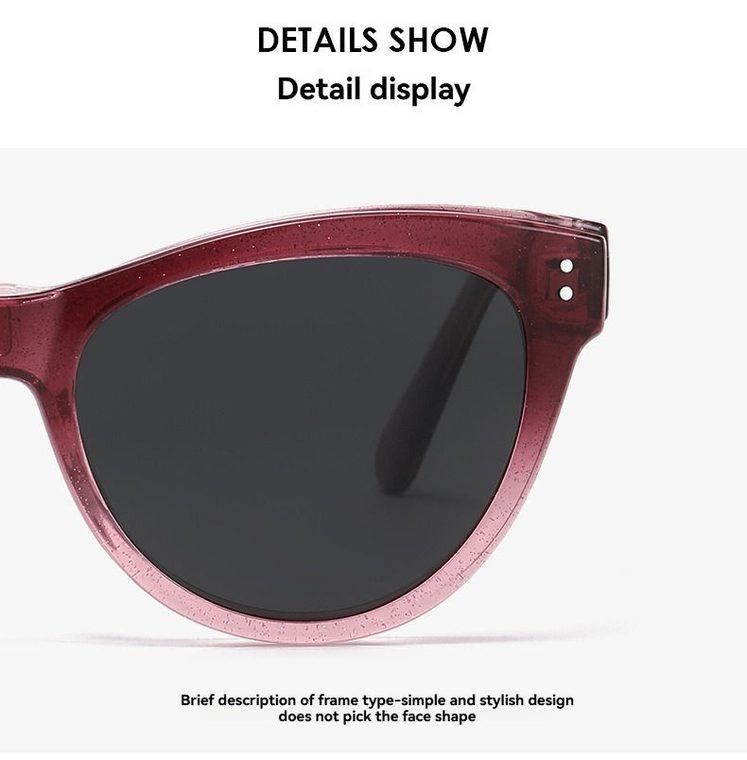 DETAILS SHOW
Detail display
Brief description of frame type-simple and stylish design
does not pick the face shape